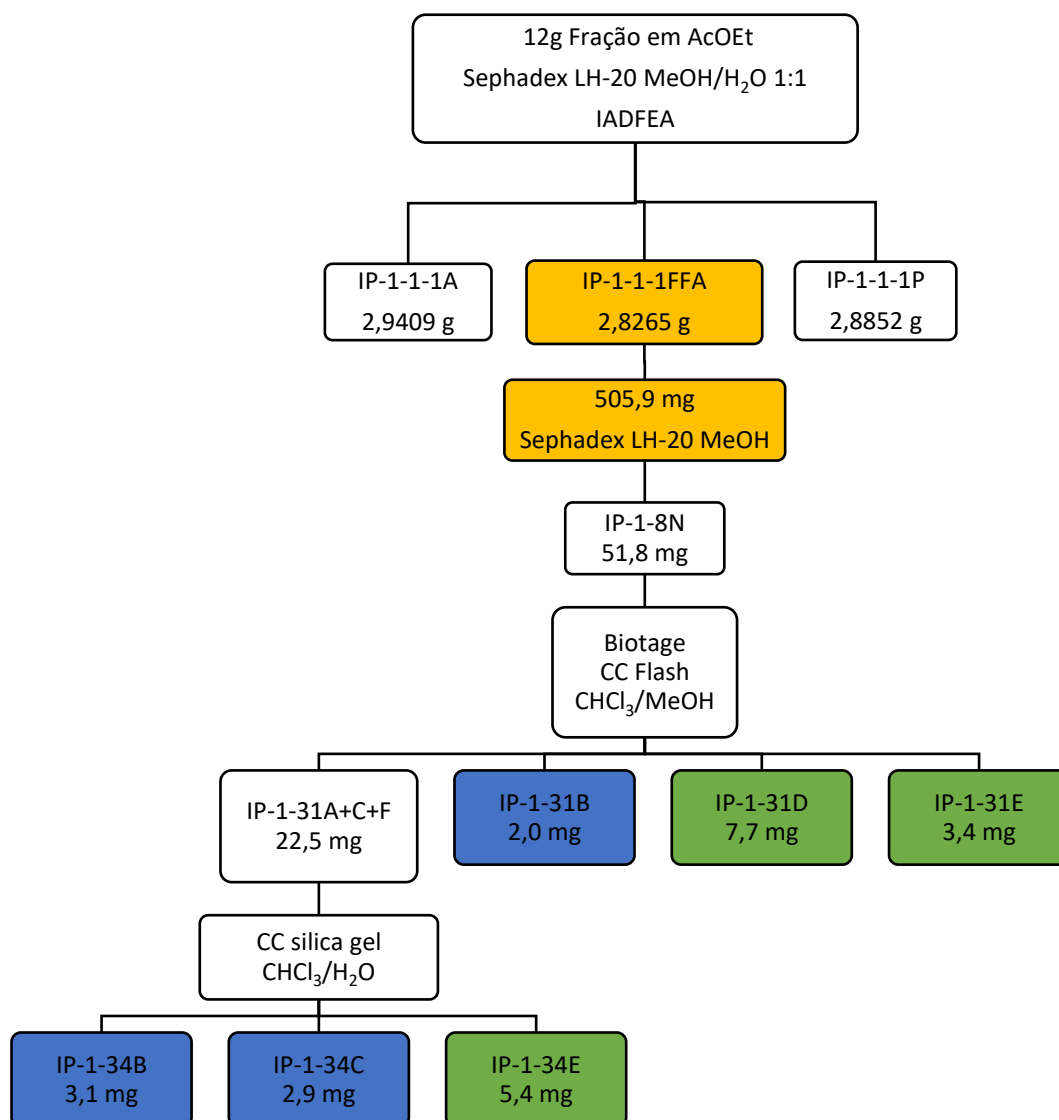 12g Fração em AcOEt
Sephadex LH-20 MeOH/H₂O 1:1
IADFEA
IP-1-1-1A
2,9409 g
IP-1-1-1FFA
2,8265 g
IP-1-1-1P
2,8852 g
505,9 mg
Sephadex LH-20 MeOH
IP-1-8N
51,8 mg
Biotage
CC Flash
CHCl₃/MeOH
IP-1-31A+C+F
22,5 mg
IP-1-31B
2,0 mg
IP-1-31D
7,7 mg
IP-1-31E
3,4 mg
CC silica gel
CHCl₃/H₂O
IP-1-34B
3,1 mg
IP-1-34C
2,9 mg
IP-1-34E
5,4 mg